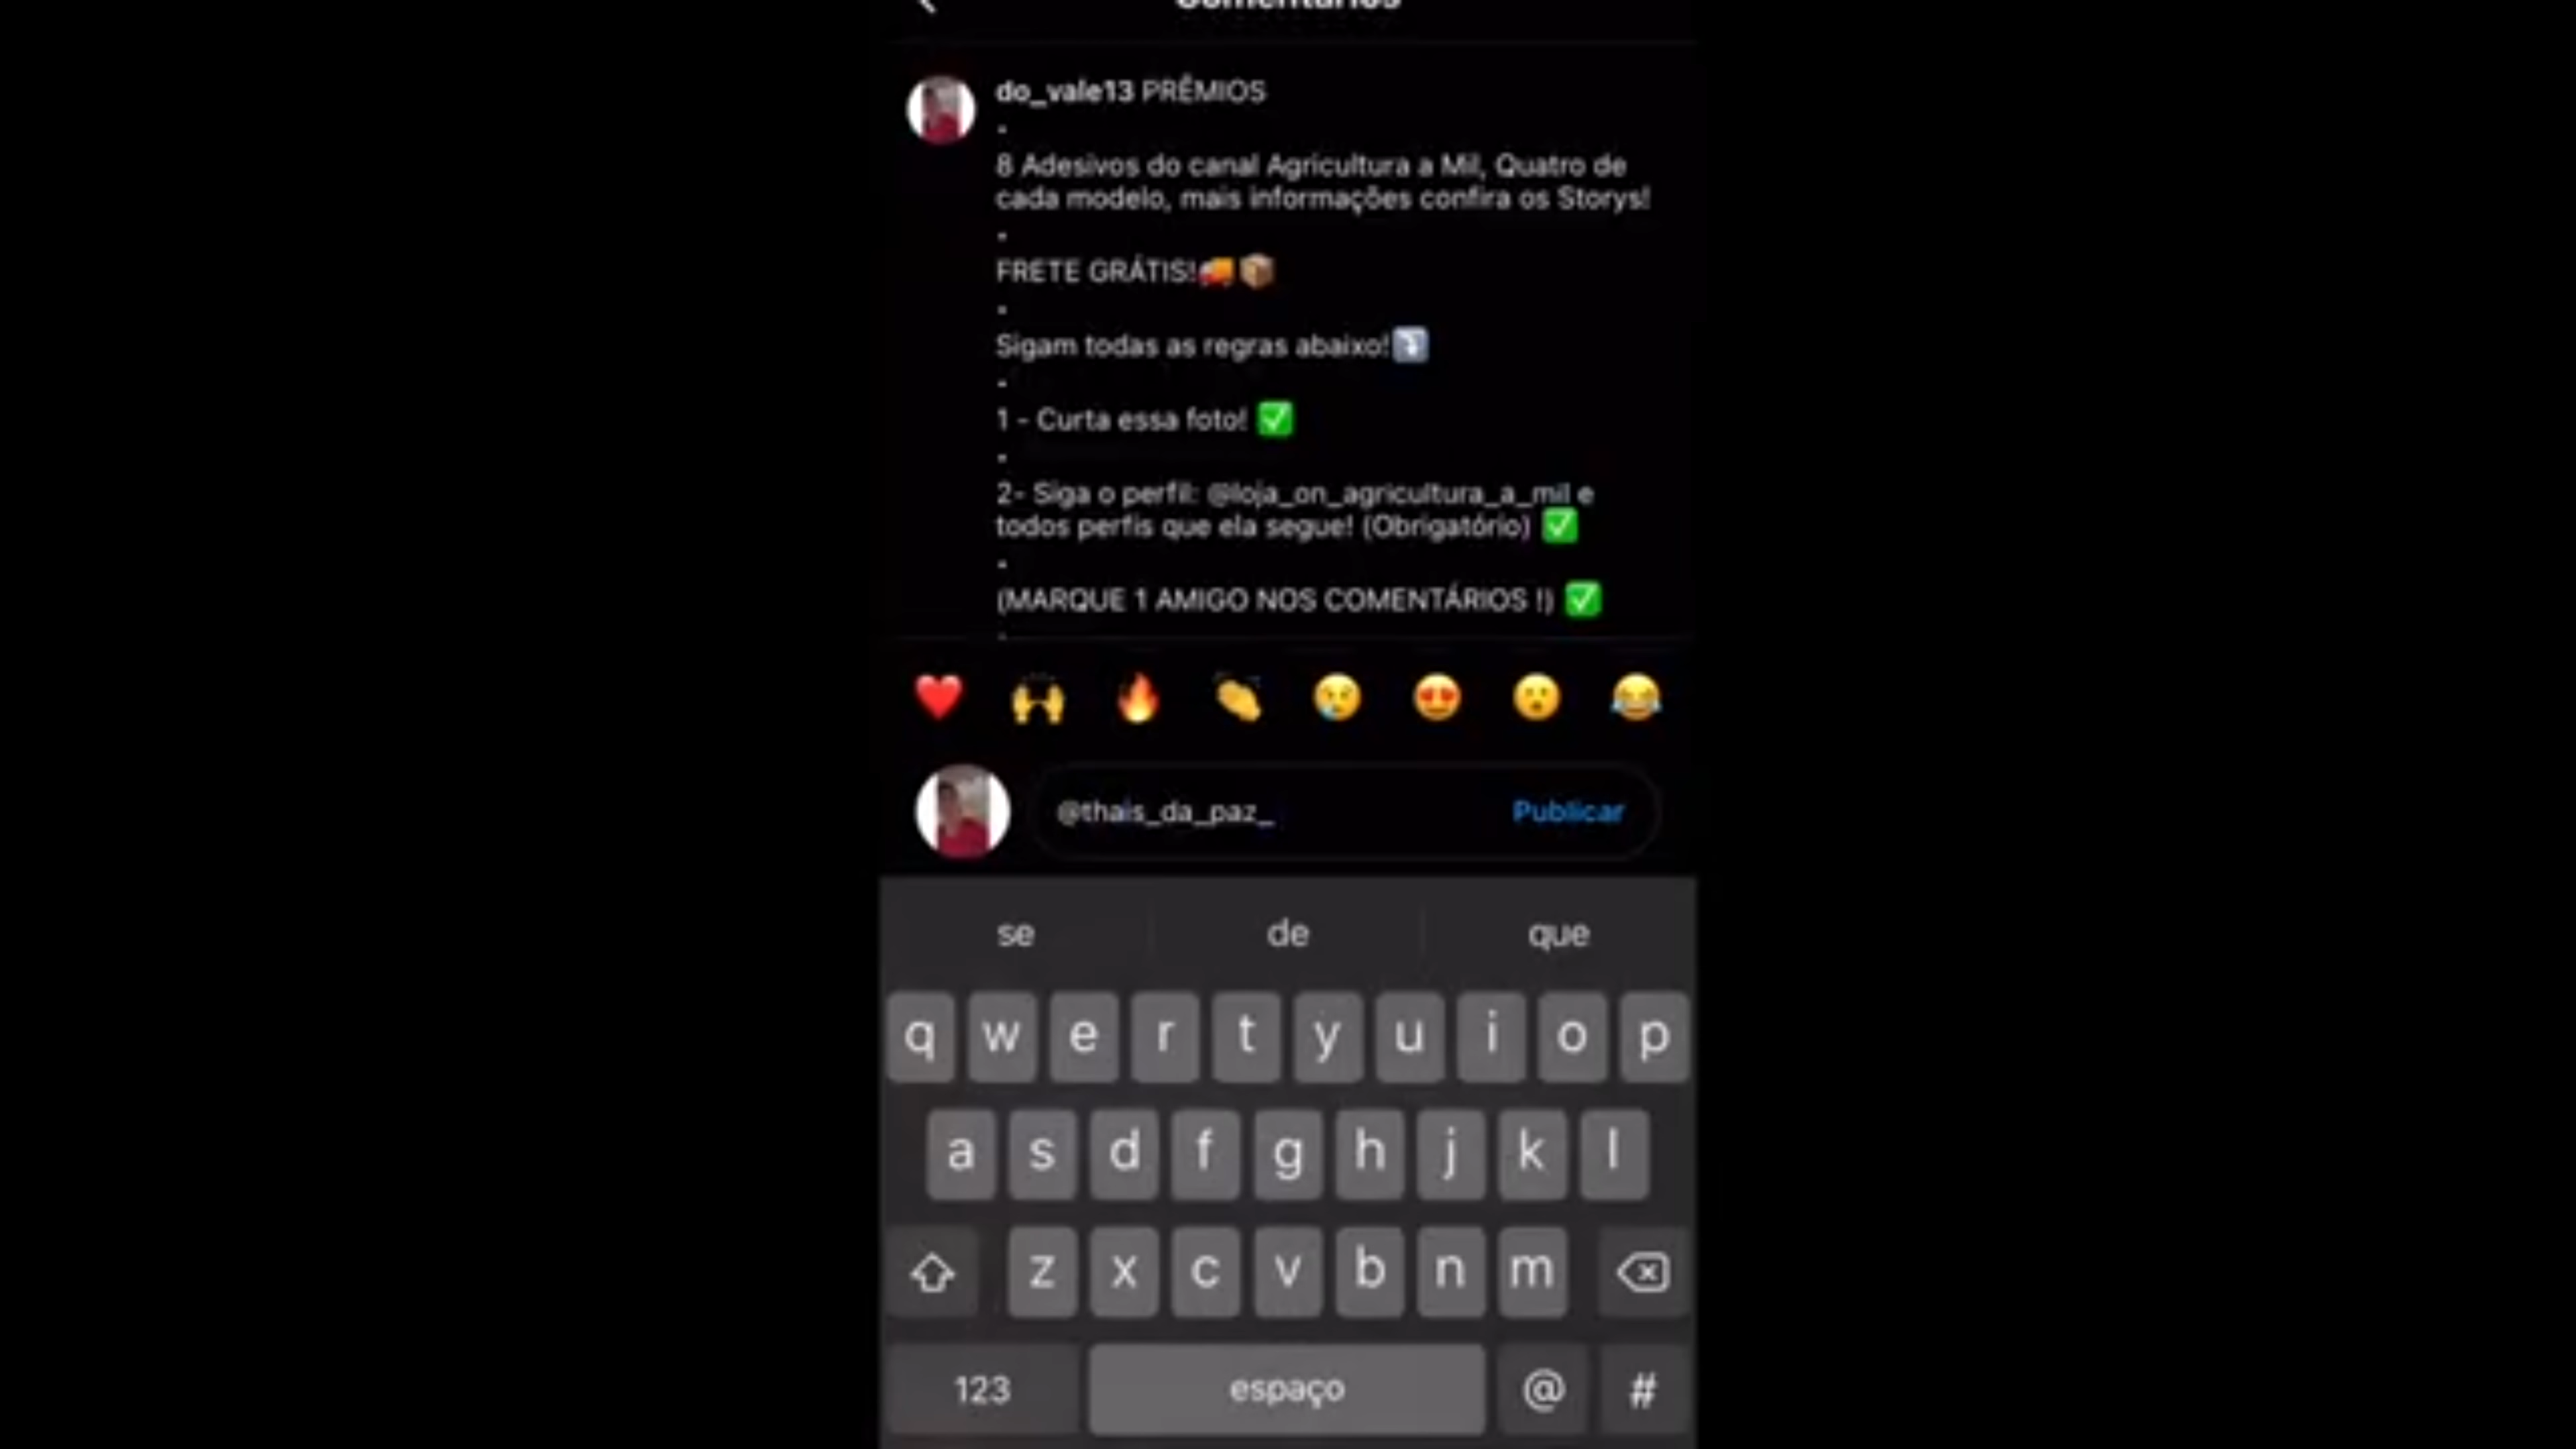 Comentários
do_vale13 PRÊMIOS
.
8 Adesivos do canal Agricultura a Mil, Quatro de
cada modelo, mais informações confira os Storys!
.
FRETE GRÁTIS!🚚📦
.
Sigam todas as regras abaixo!⤵️
.
1 - Curta essa foto! ✅
.
2- Siga o perfil: @loja_on_agricultura_a_mil e
todos perfis que ela segue! (Obrigatório) ✅
.
(MARQUE 1 AMIGO NOS COMENTÁRIOS !) ✅
.
@thais_da_paz_ Publicar
se de que
q w e r t y u i o p
a s d f g h j k l
z x c v b n m
123 espaço @ #